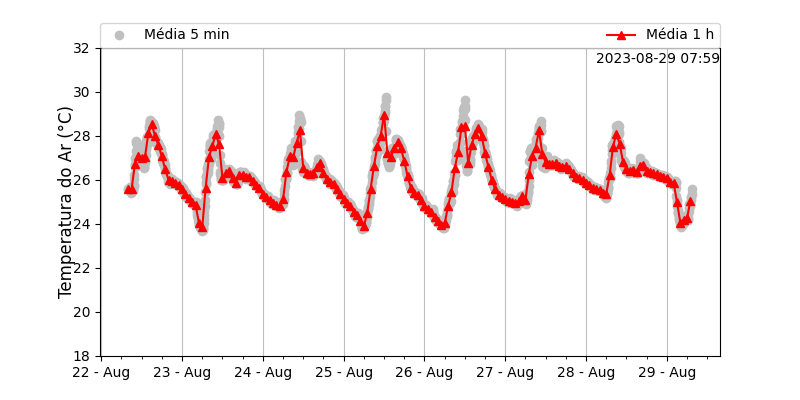 Média 5 min
Média 1 h
2023-08-29 07:59
Temperatura do Ar (°C)
32
30
28
26
24
22
20
18
22 - Aug
23 - Aug
24 - Aug
25 - Aug
26 - Aug
27 - Aug
28 - Aug
29 - Aug